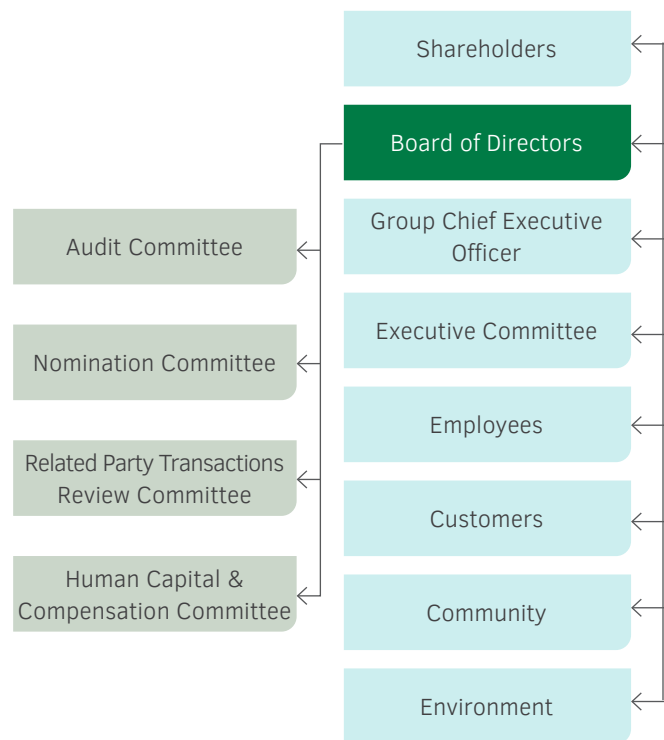 Shareholders
Board of Directors
Group Chief Executive
Officer
Executive Committee
Employees
Customers
Community
Environment
Audit Committee
Nomination Committee
Related Party Transactions
Review Committee
Human Capital &
Compensation Committee